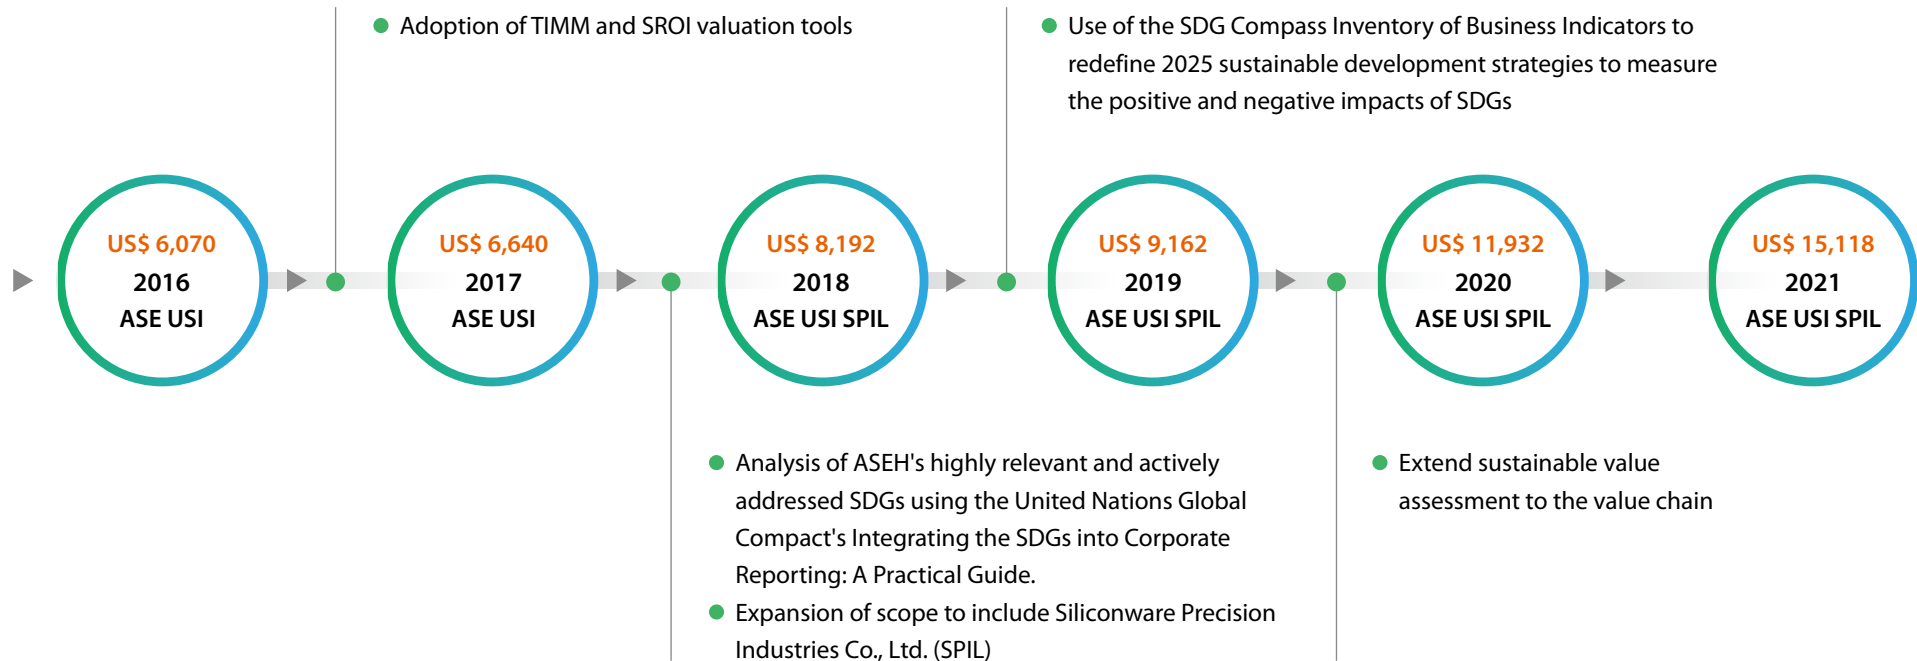 Adoption of TIMM and SROI valuation tools
Use of the SDG Compass Inventory of Business Indicators to
redefine 2025 sustainable development strategies to measure
the positive and negative impacts of SDGs
US$ 6,070
2016
ASE USI
US$ 6,640
2017
ASE USI
US$ 8,192
2018
ASE USI SPIL
US$ 9,162
2019
ASE USI SPIL
US$ 11,932
2020
ASE USI SPIL
US$ 15,118
2021
ASE USI SPIL
Analysis of ASEH's highly relevant and actively
addressed SDGs using the United Nations Global
Compact's Integrating the SDGs into Corporate
Reporting: A Practical Guide.
Expansion of scope to include Siliconware Precision
Industries Co., Ltd. (SPIL)
Extend sustainable value
assessment to the value chain